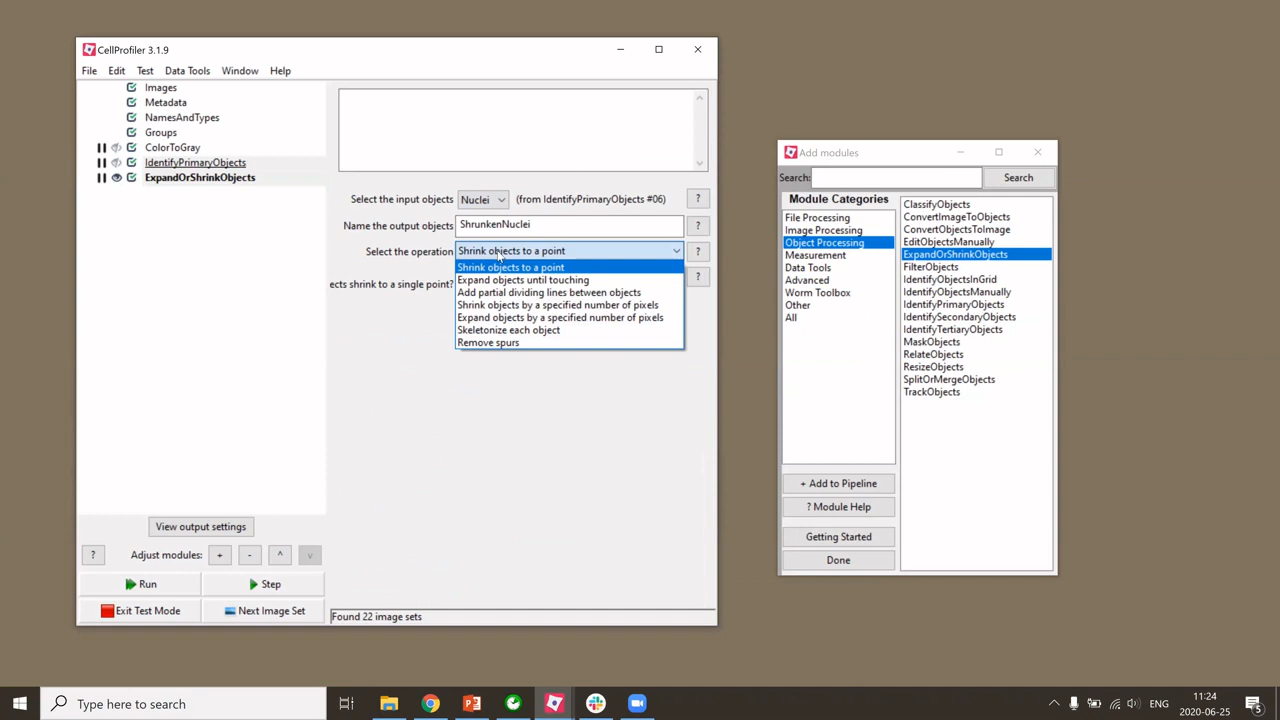 CellProfiler 3.1.9
File Edit Test Data Tools Window Help
Images
Metadata
NamesAndTypes
Groups
ColorToGray
IdentifyPrimaryObjects
ExpandOrShrinkObjects
Select the input objects Nuclei (from IdentifyPrimaryObjects #06) ?
Name the output objects ShrunkenNuclei ?
Select the operation Shrink objects to a point ?
ects shrink to a single point? ?
Shrink objects to a point
Expand objects until touching
Add partial dividing lines between objects
Shrink objects by a specified number of pixels
Expand objects by a specified number of pixels
Skeletonize each object
Remove spurs
View output settings
? Adjust modules: + - ^ v
Run Step
Exit Test Mode Next Image Set
Found 22 image sets
Add modules
Search: Search
Module Categories
File Processing
Image Processing
Object Processing
Measurement
Data Tools
Advanced
Worm Toolbox
Other
All
ClassifyObjects
ConvertImageToObjects
ConvertObjectsToImage
EditObjectsManually
ExpandOrShrinkObjects
FilterObjects
IdentifyObjectsInGrid
IdentifyObjectsManually
IdentifyPrimaryObjects
IdentifySecondaryObjects
IdentifyTertiaryObjects
MaskObjects
RelateObjects
ResizeObjects
SplitOrMergeObjects
TrackObjects
+ Add to Pipeline
? Module Help
Getting Started
Done
Type here to search
ENG
11:24
2020-06-25
5